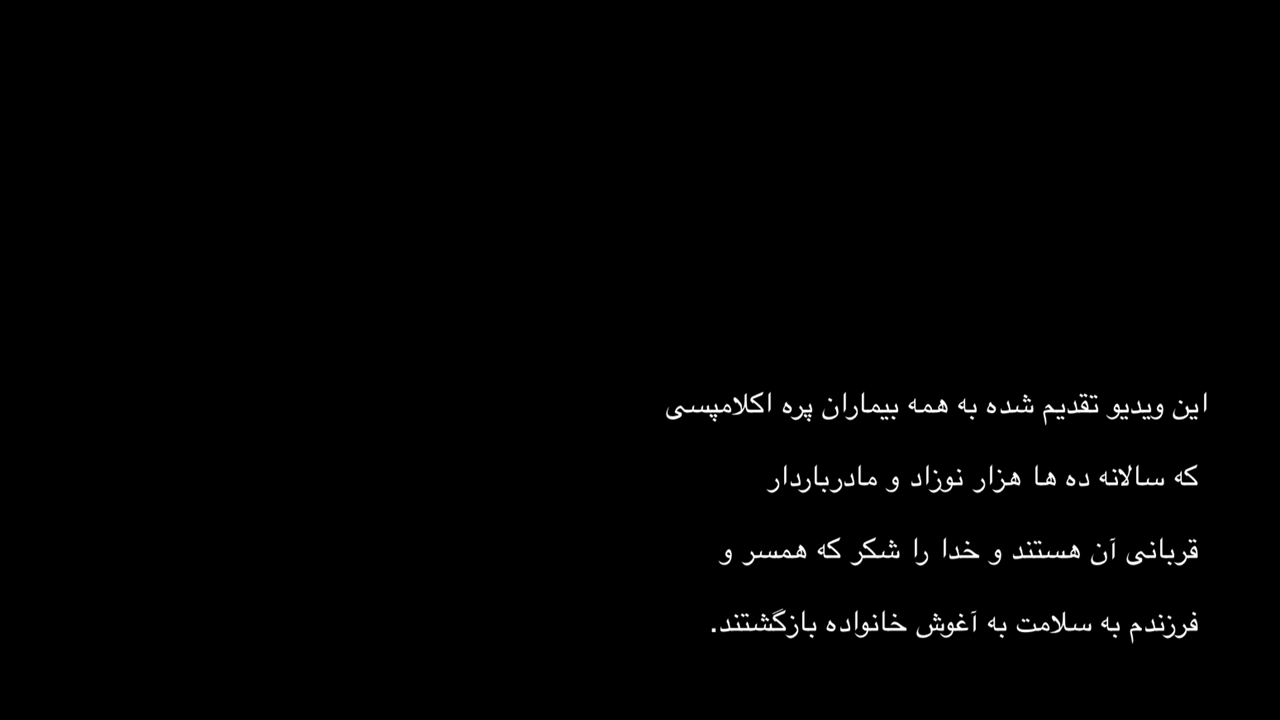 این ویدیو تقدیم شده به همه بیماران پره اکلامپسی
که سالانه ده ها هزار نوزاد و مادرباردار
قربانی آن هستند و خدا را شکر که همسر و
فرزندم به سلامت به آغوش خانواده بازگشتند.